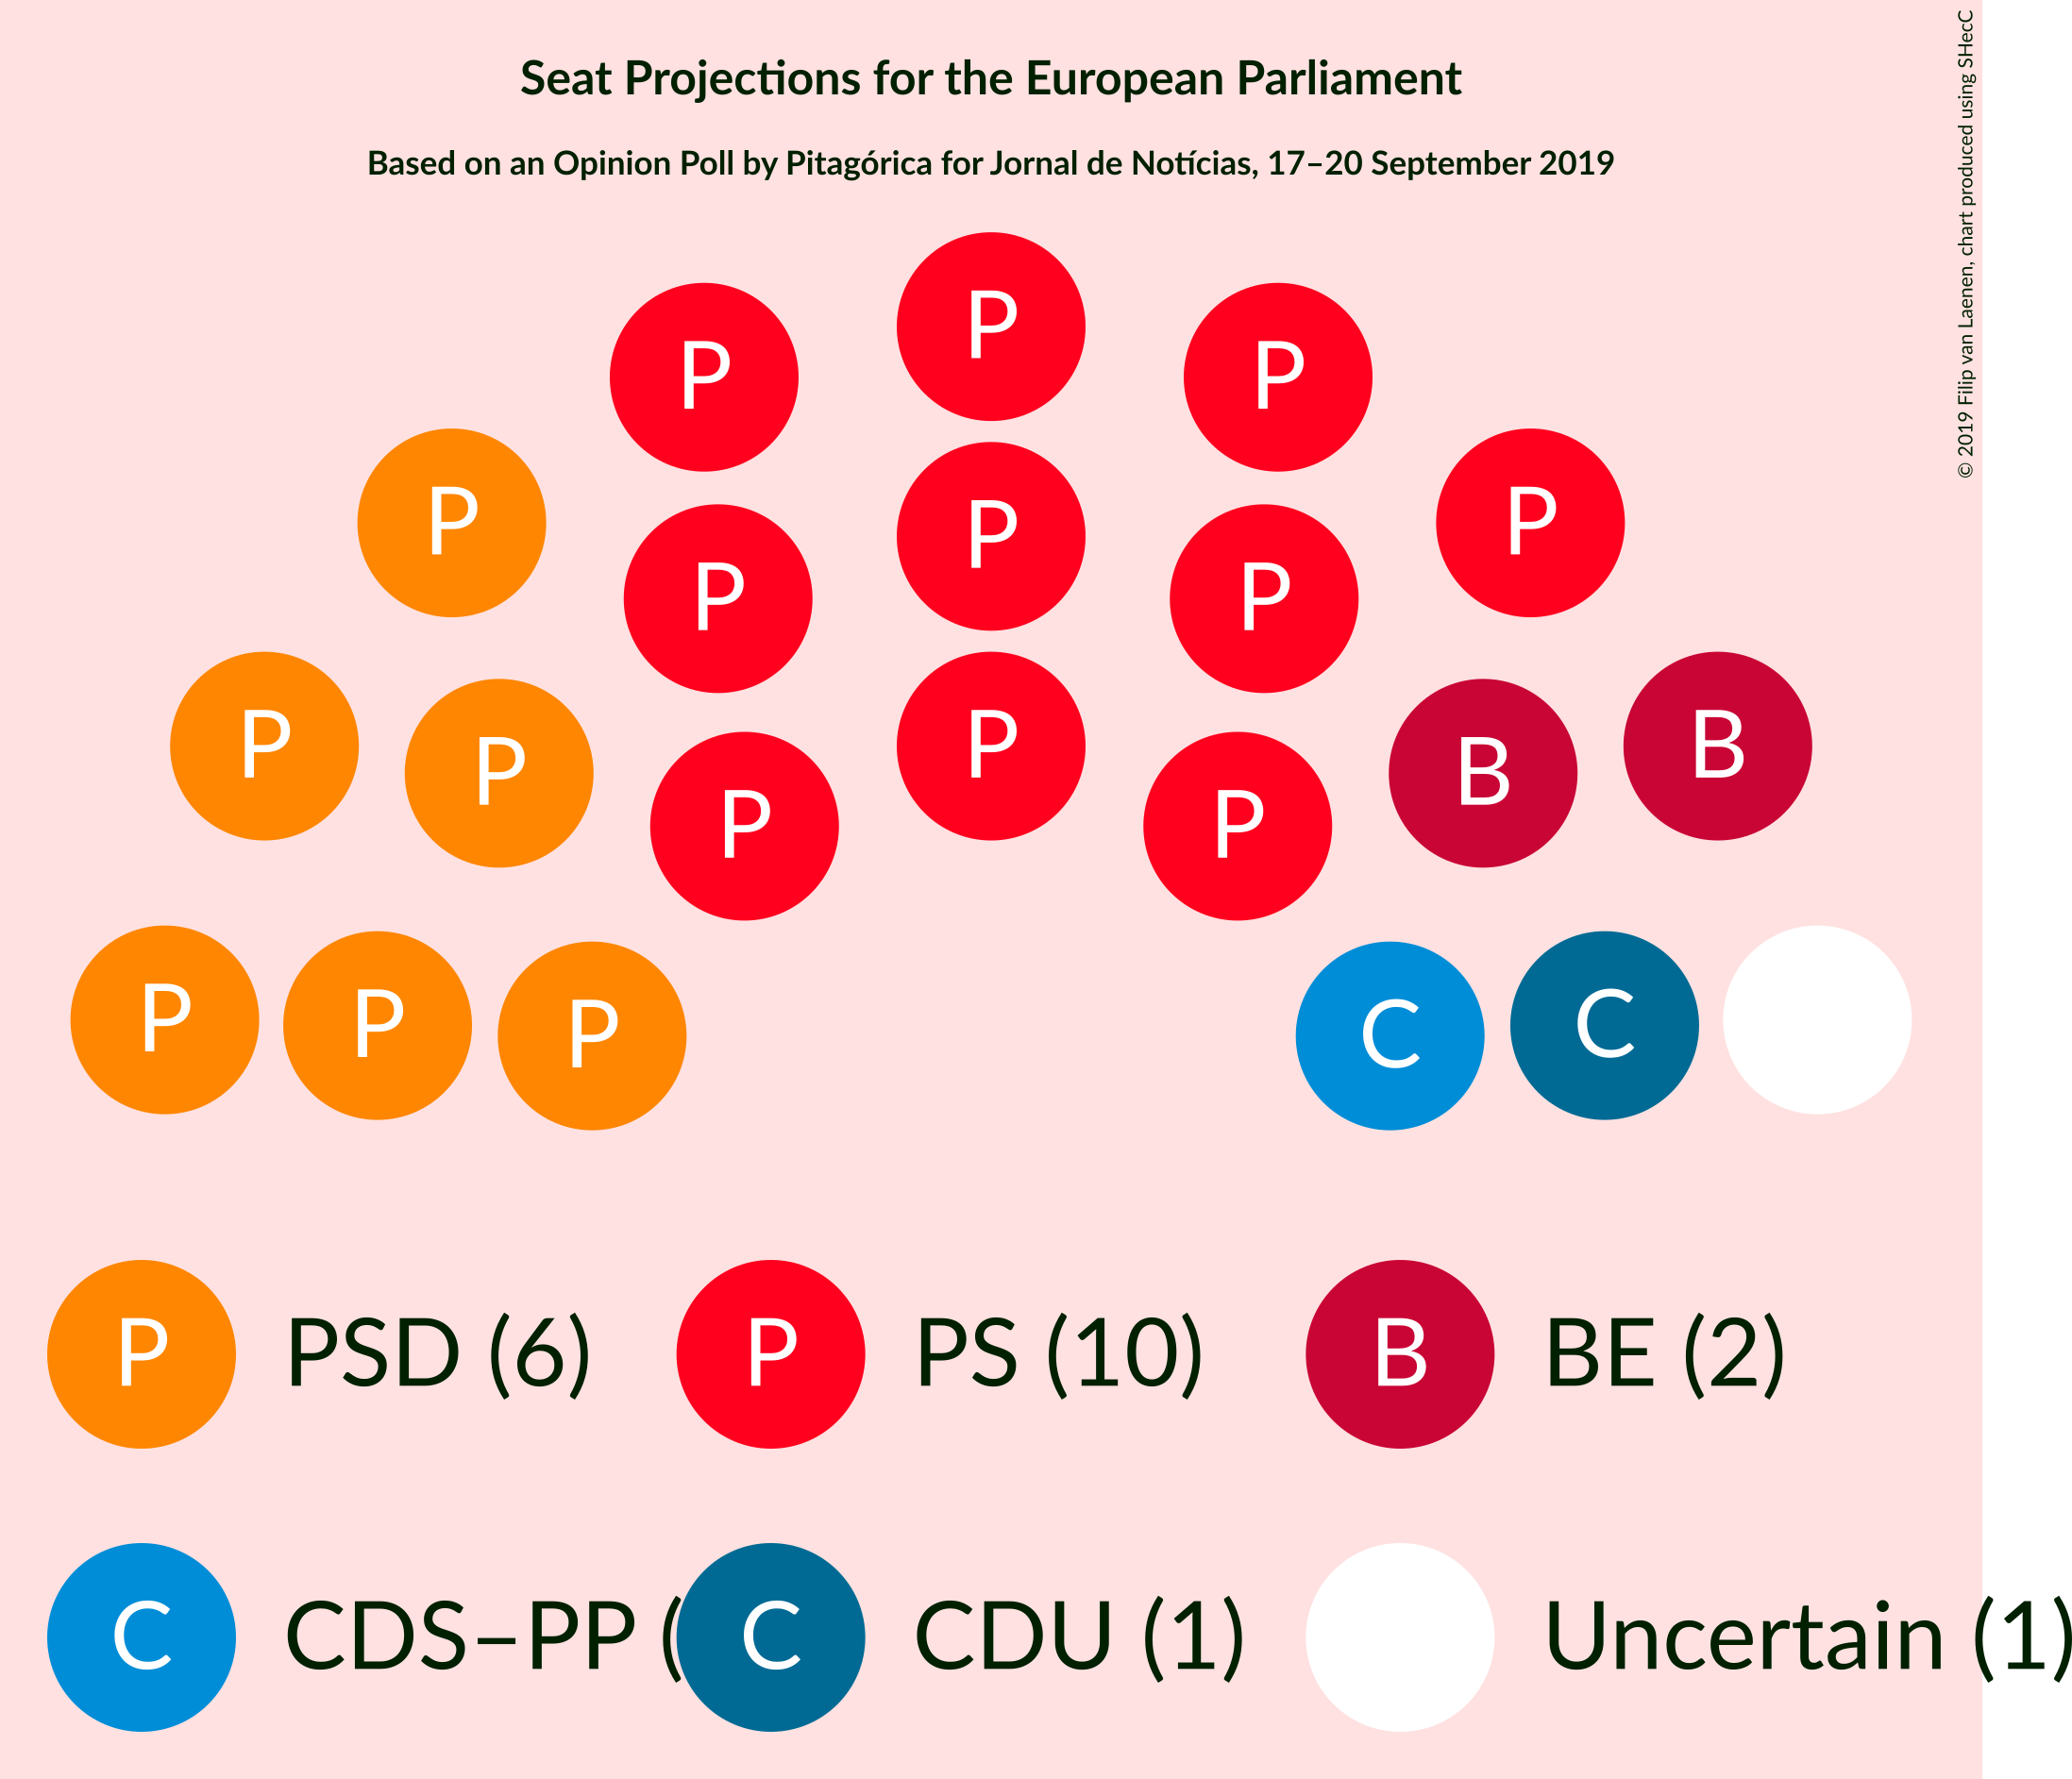 Seat Projections for the European Parliament
Based on an Opinion Poll by Pitagórica for Jornal de Notícias, 17–20 September 2019
© 2019 Filip van Laenen, chart produced using SHecC
P
P P
P P
P
P P
P
P P
B B
P P
P P
P P P
C C
P PSD (6) P PS (10) B BE (2)
C CDS–PP ( C CDU (1) Uncertain (1)